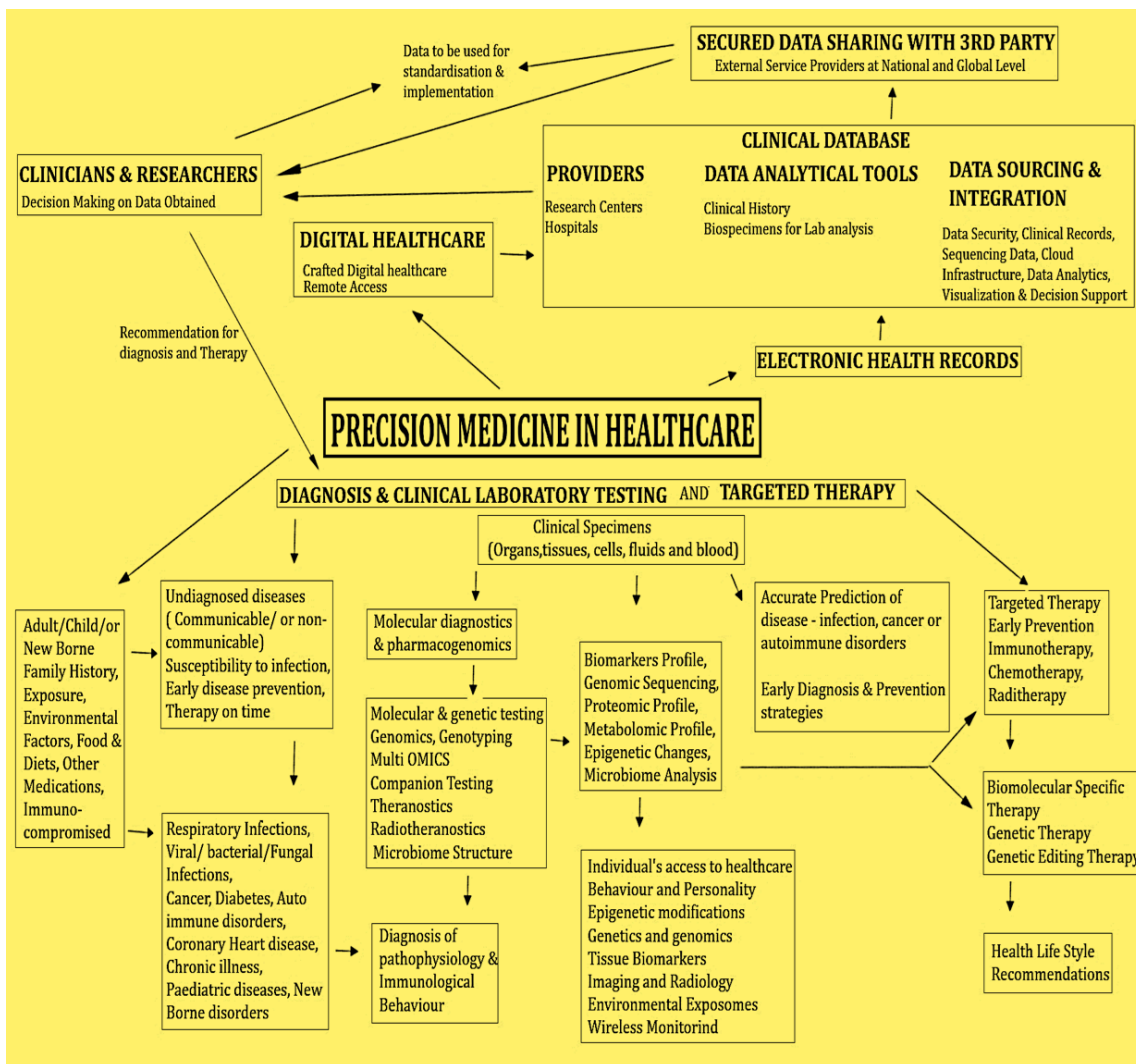 SECURED DATA SHARING WITH 3RD PARTY
External Service Providers at National and Global Level
Data to be used for
standardisation &
implementation
CLINICIANS & RESEARCHERS
Decision Making on Data Obtained
CLINICAL DATABASE
PROVIDERS
Research Centers
Hospitals
DATA ANALYTICAL TOOLS
Clinical History
Biospecimens for Lab analysis
DATA SOURCING &
INTEGRATION
Data Security, Clinical Records,
Sequencing Data, Cloud
Infrastructure, Data Analytics,
Visualization & Decision Support
DIGITAL HEALTHCARE
Crafted Digital healthcare
Remote Access
Recommendation for
diagnosis and Therapy
ELECTRONIC HEALTH RECORDS
PRECISION MEDICINE IN HEALTHCARE
DIAGNOSIS & CLINICAL LABORATORY TESTING AND TARGETED THERAPY
Clinical Specimens
( Organs,tissues, cells, fluids and blood)
Adult/Child/or
New Borne
Family History,
Exposure,
Environmental
Factors, Food &
Diets, Other
Medications,
Immuno-
compromised
Undiagnosed diseases
( Communicable/ or non-
communicable)
Susceptibility to infection,
Early disease prevention,
Therapy on time
Respiratory Infections,
Viral/ bacterial/Fungal
Infections,
Cancer, Diabetes, Auto
immune disorders,
Coronary Heart disease,
Chronic illness,
Paediatric diseases, New
Borne disorders
Molecular diagnostics
& pharmacogenomics
Molecular & genetic testing
Genomics, Genotyping
Multi OMICS
Companion Testing
Theranostics
Radiotheranostics
Microbiome Structure
Diagnosis of
pathophysiology &
Immunological
Behaviour
Biomarkers Profile,
Genomic Sequencing,
Proteomic Profile,
Metabolomic Profile,
Epigenetic Changes,
Microbiome Analysis
Individual's access to healthcare
Behaviour and Personality
Epigenetic modifications
Genetics and genomics
Tissue Biomarkers
Imaging and Radiology
Environmental Exposomes
Wireless Monitorind
Accurate Prediction of
disease - infection, cancer or
autoimmune disorders
Early Diagnosis & Prevention
strategies
Targeted Therapy
Early Prevention
Immunotherapy,
Chemotherapy,
Raditherapy
Biomolecular Specific
Therapy
Genetic Therapy
Genetic Editing Therapy
Health Life Style
Recommendations